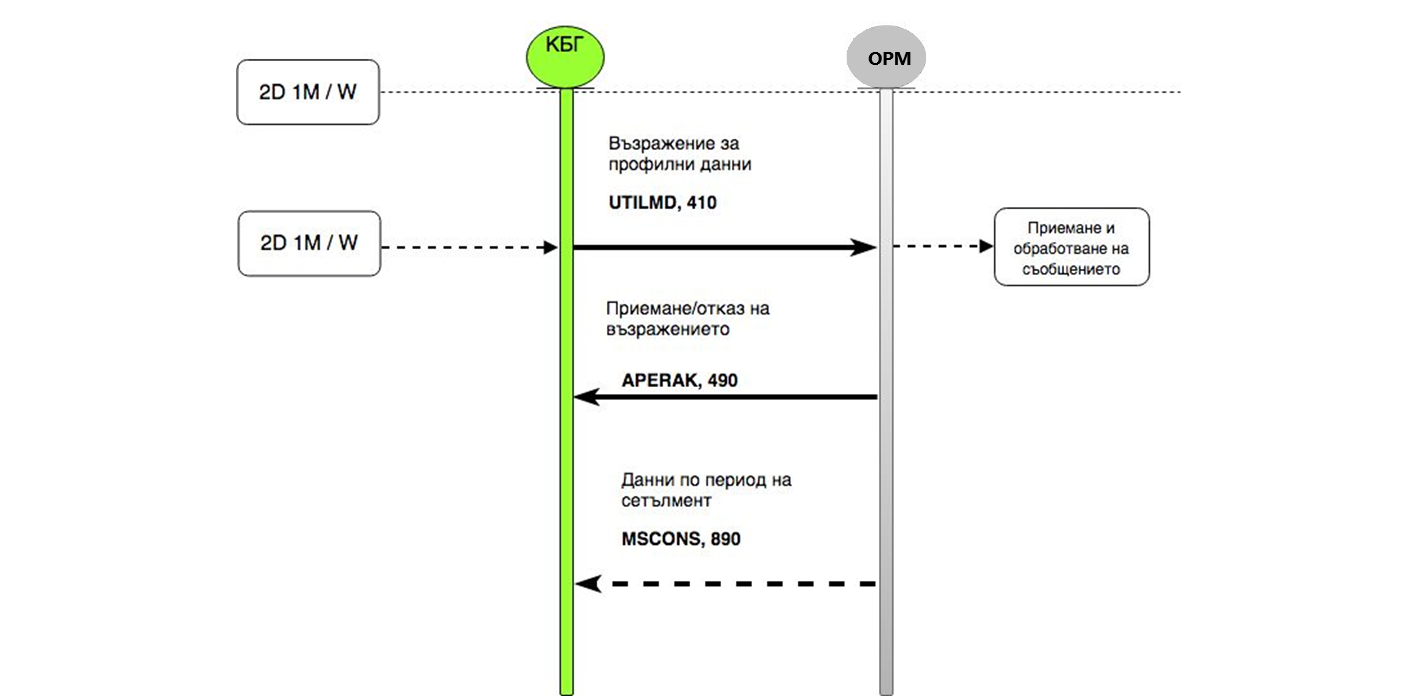 КБГ
ОРМ
2D 1M / W
Възражение за
профилни данни
UTILMD, 410
2D 1M / W
Приемане и
обработване на
съобщението
Приемане/отказ на
възражението
APERAK, 490
Данни по период на
сетълмент
MSCONS, 890